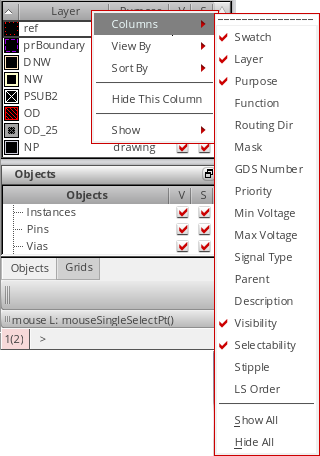 Layer Purpose V S
ref
prBoundary
DNW
NW
PSUB2
OD
OD_25
NP drawing
Columns
View By
Sort By
Hide This Column
Show
Swatch
Layer
Purpose
Function
Routing Dir
Mask
GDS Number
Priority
Min Voltage
Max Voltage
Signal Type
Parent
Description
Visibility
Selectability
Stipple
LS Order
Show All
Hide All
Objects
Objects V S
Instances
Pins
Vias
Objects Grids
mouse L: mouseSingleSelectPt()
1(2) >